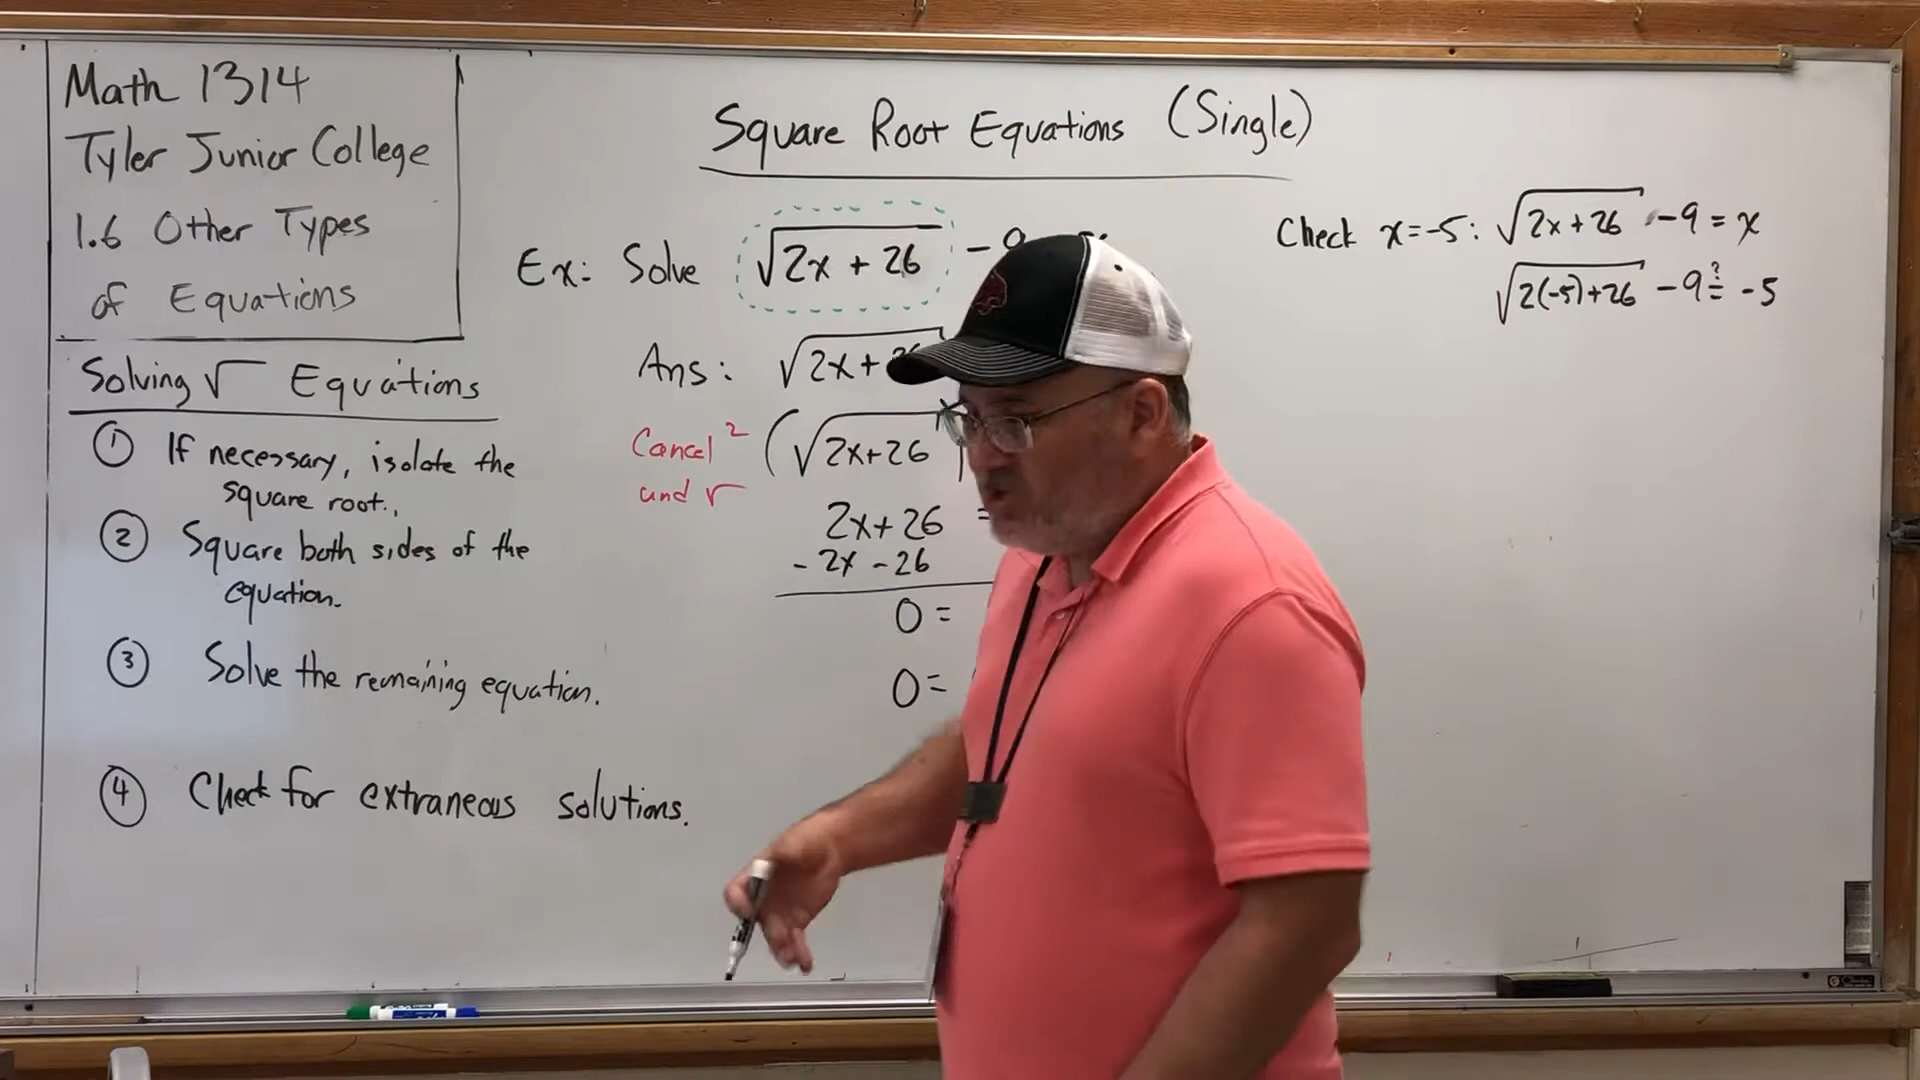 Math 1314
Tyler Junior College
1.6 Other Types
of Equations
Solving √ Equations
① If necessary, isolate the
square root.
② Square both sides of the
equation.
③ Solve the remaining equation.
④ Check for extraneous solutions.
Square Root Equations (Single)
Ex: Solve √(2x + 26) -
Ans: √(2x +
Cancel ²
and √
(√(2x+26)
2x+26 =
- 2x - 26
0 =
0 =
Check x=-5: √(2x+26) - 9 = x
√(2(-5)+26) - 9 ≟ -5